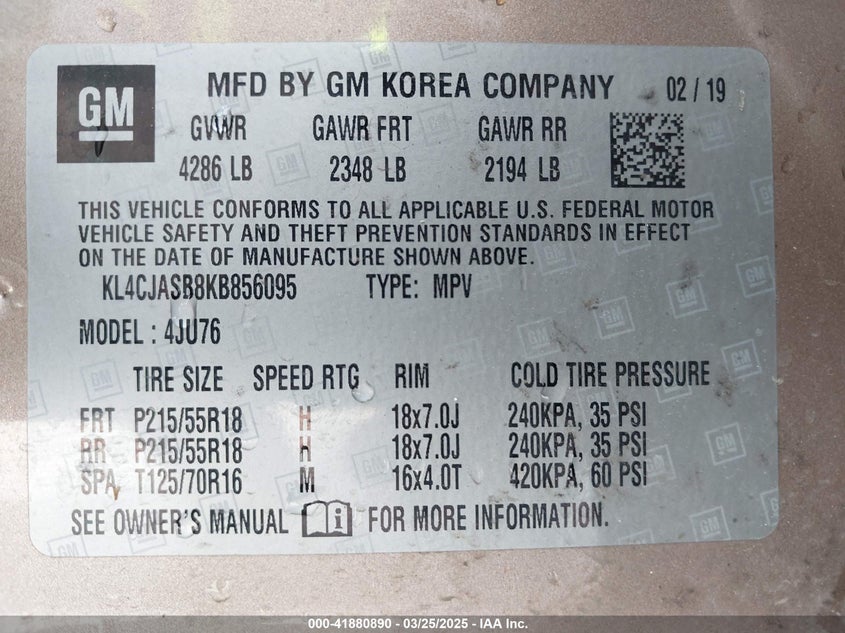 GM
MFD BY GM KOREA COMPANY 02 / 19
GVWR GAWR FRT GAWR RR
4286 LB 2348 LB 2194 LB
THIS VEHICLE CONFORMS TO ALL APPLICABLE U.S. FEDERAL MOTOR
VEHICLE SAFETY AND THEFT PREVENTION STANDARDS IN EFFECT
ON THE DATE OF MANUFACTURE SHOWN ABOVE.
KL4CJASB8KB856095 TYPE: MPV
MODEL : 4JU76
TIRE SIZE SPEED RTG RIM COLD TIRE PRESSURE
FRT P215/55R18 H 18x7.0J 240KPA, 35 PSI
RR P215/55R18 H 18x7.0J 240KPA, 35 PSI
SPA T125/70R16 M 16x4.0T 420KPA, 60 PSI
SEE OWNER'S MANUAL i FOR MORE INFORMATION.
000-41880890 - 03/25/2025 - IAA Inc.